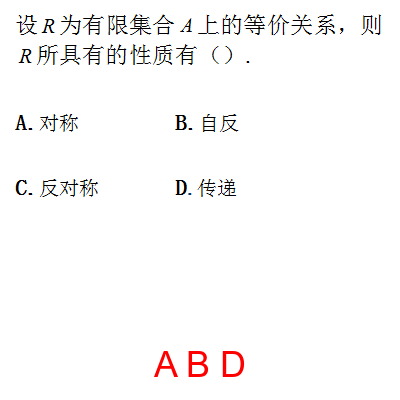 设 R 为有限集合 A 上的等价关系，则
R 所具有的性质有（）.
A. 对称 B. 自反
C. 反对称 D. 传递
A B D